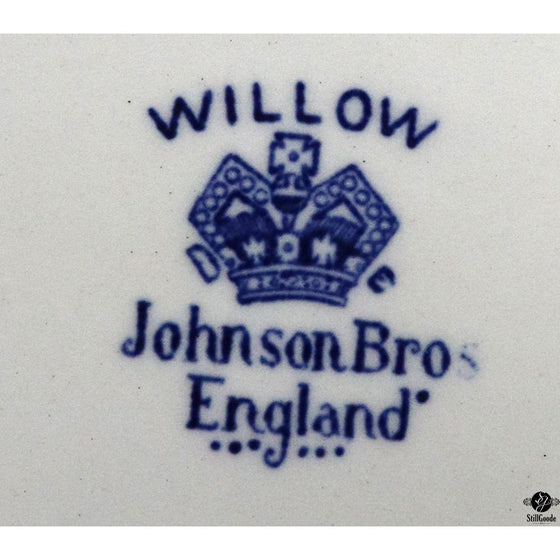 WILLOW
D E
Johnson Bros
England
StillGoode